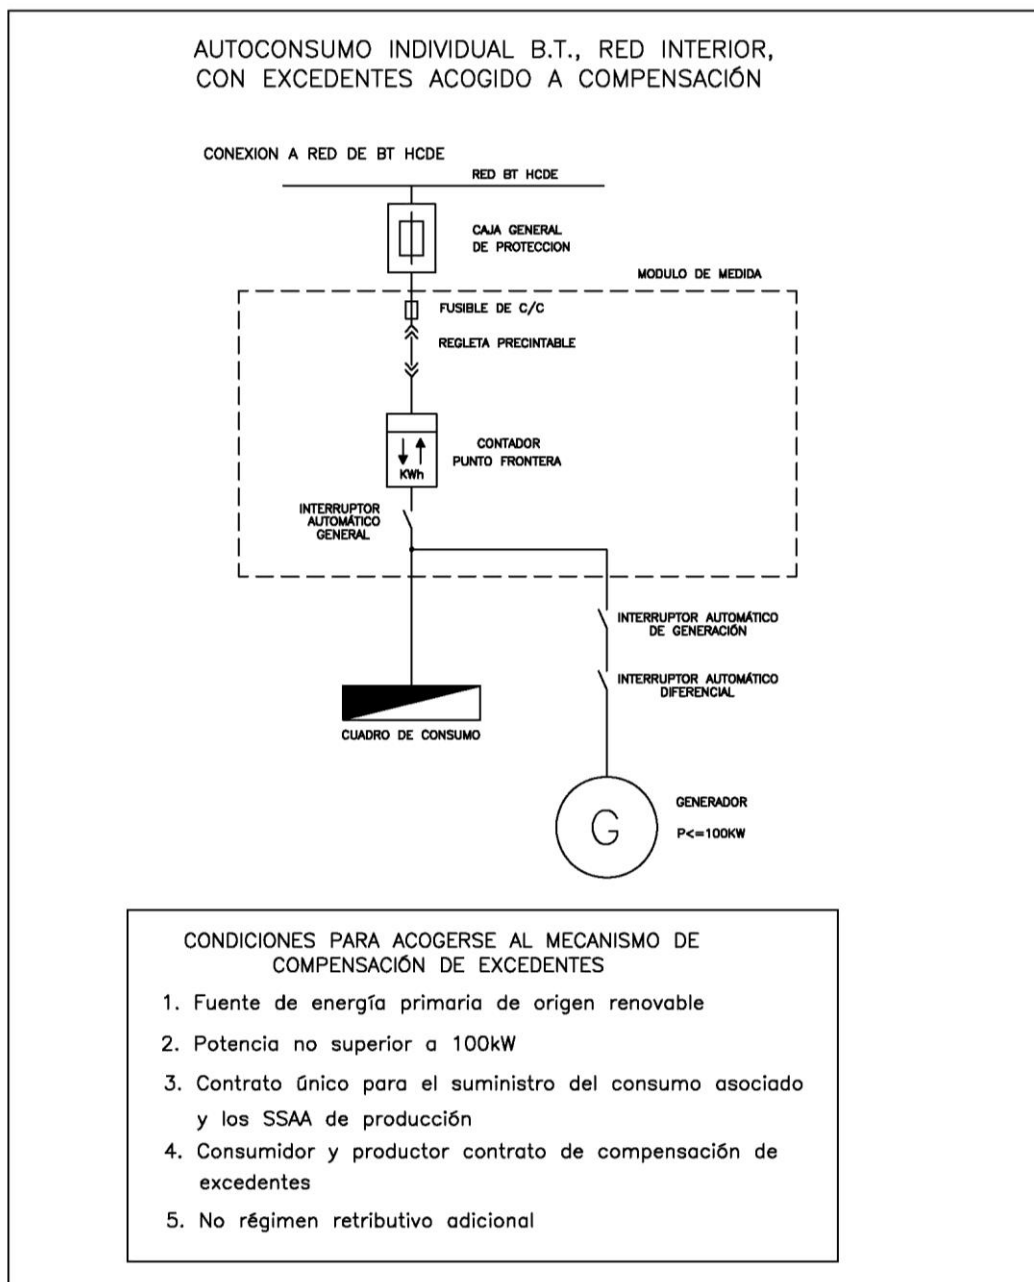 AUTOCONSUMO INDIVIDUAL B.T., RED INTERIOR,
CON EXCEDENTES ACOGIDO A COMPENSACIÓN
CONEXION A RED DE BT HCDE
RED BT HCDE
CAJA GENERAL
DE PROTECCION
MODULO DE MEDIDA
FUSIBLE DE C/C
REGLETA PRECINTABLE
CONTADOR
PUNTO FRONTERA
KWh
INTERRUPTOR
AUTOMÁTICO
GENERAL
INTERRUPTOR AUTOMÁTICO
DE GENERACIÓN
INTERRUPTOR AUTOMÁTICO
DIFERENCIAL
CUADRO DE CONSUMO
G
GENERADOR
P<=100KW
CONDICIONES PARA ACOGERSE AL MECANISMO DE
COMPENSACIÓN DE EXCEDENTES
1. Fuente de energía primaria de origen renovable
2. Potencia no superior a 100kW
3. Contrato único para el suministro del consumo asociado
y los SSAA de producción
4. Consumidor y productor contrato de compensación de
excedentes
5. No régimen retributivo adicional